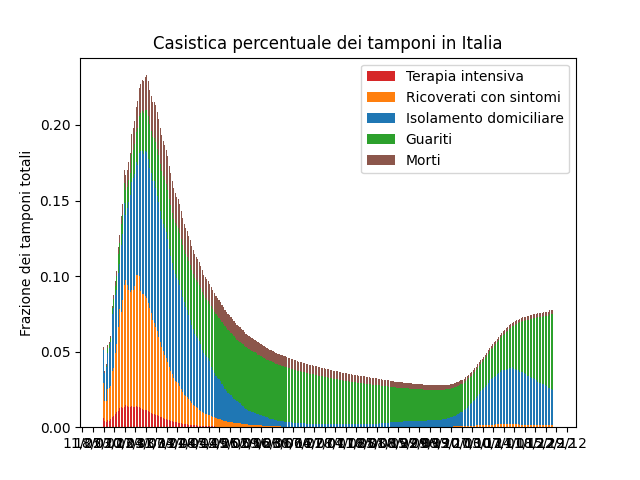 Casistica percentuale dei tamponi in Italia
Terapia intensiva
Ricoverati con sintomi
Isolamento domiciliare
Guariti
Morti
Frazione dei tamponi totali
0.20
0.15
0.10
0.05
0.00